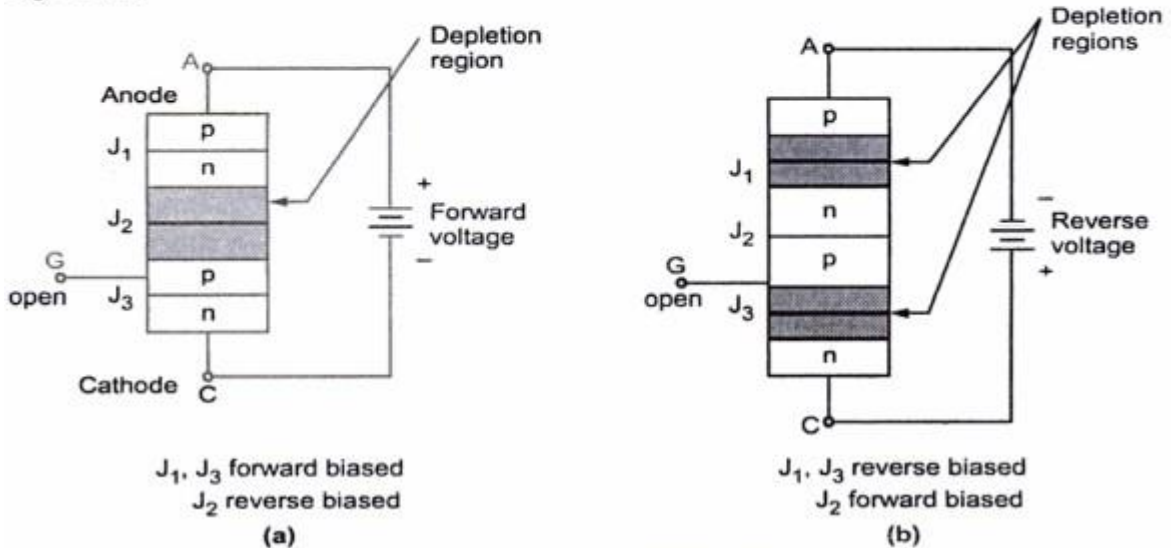 A
Anode
p
J₁
n
J₂
G
open
p
J₃
n
Cathode
C
Depletion
region
+
Forward
voltage
−
J₁, J₃ forward biased
J₂ reverse biased
(a)
Depletion
regions
A
p
J₁
n
J₂
p
G
open
J₃
n
C
−
Reverse
voltage
+
J₁, J₃ reverse biased
J₂ forward biased
(b)